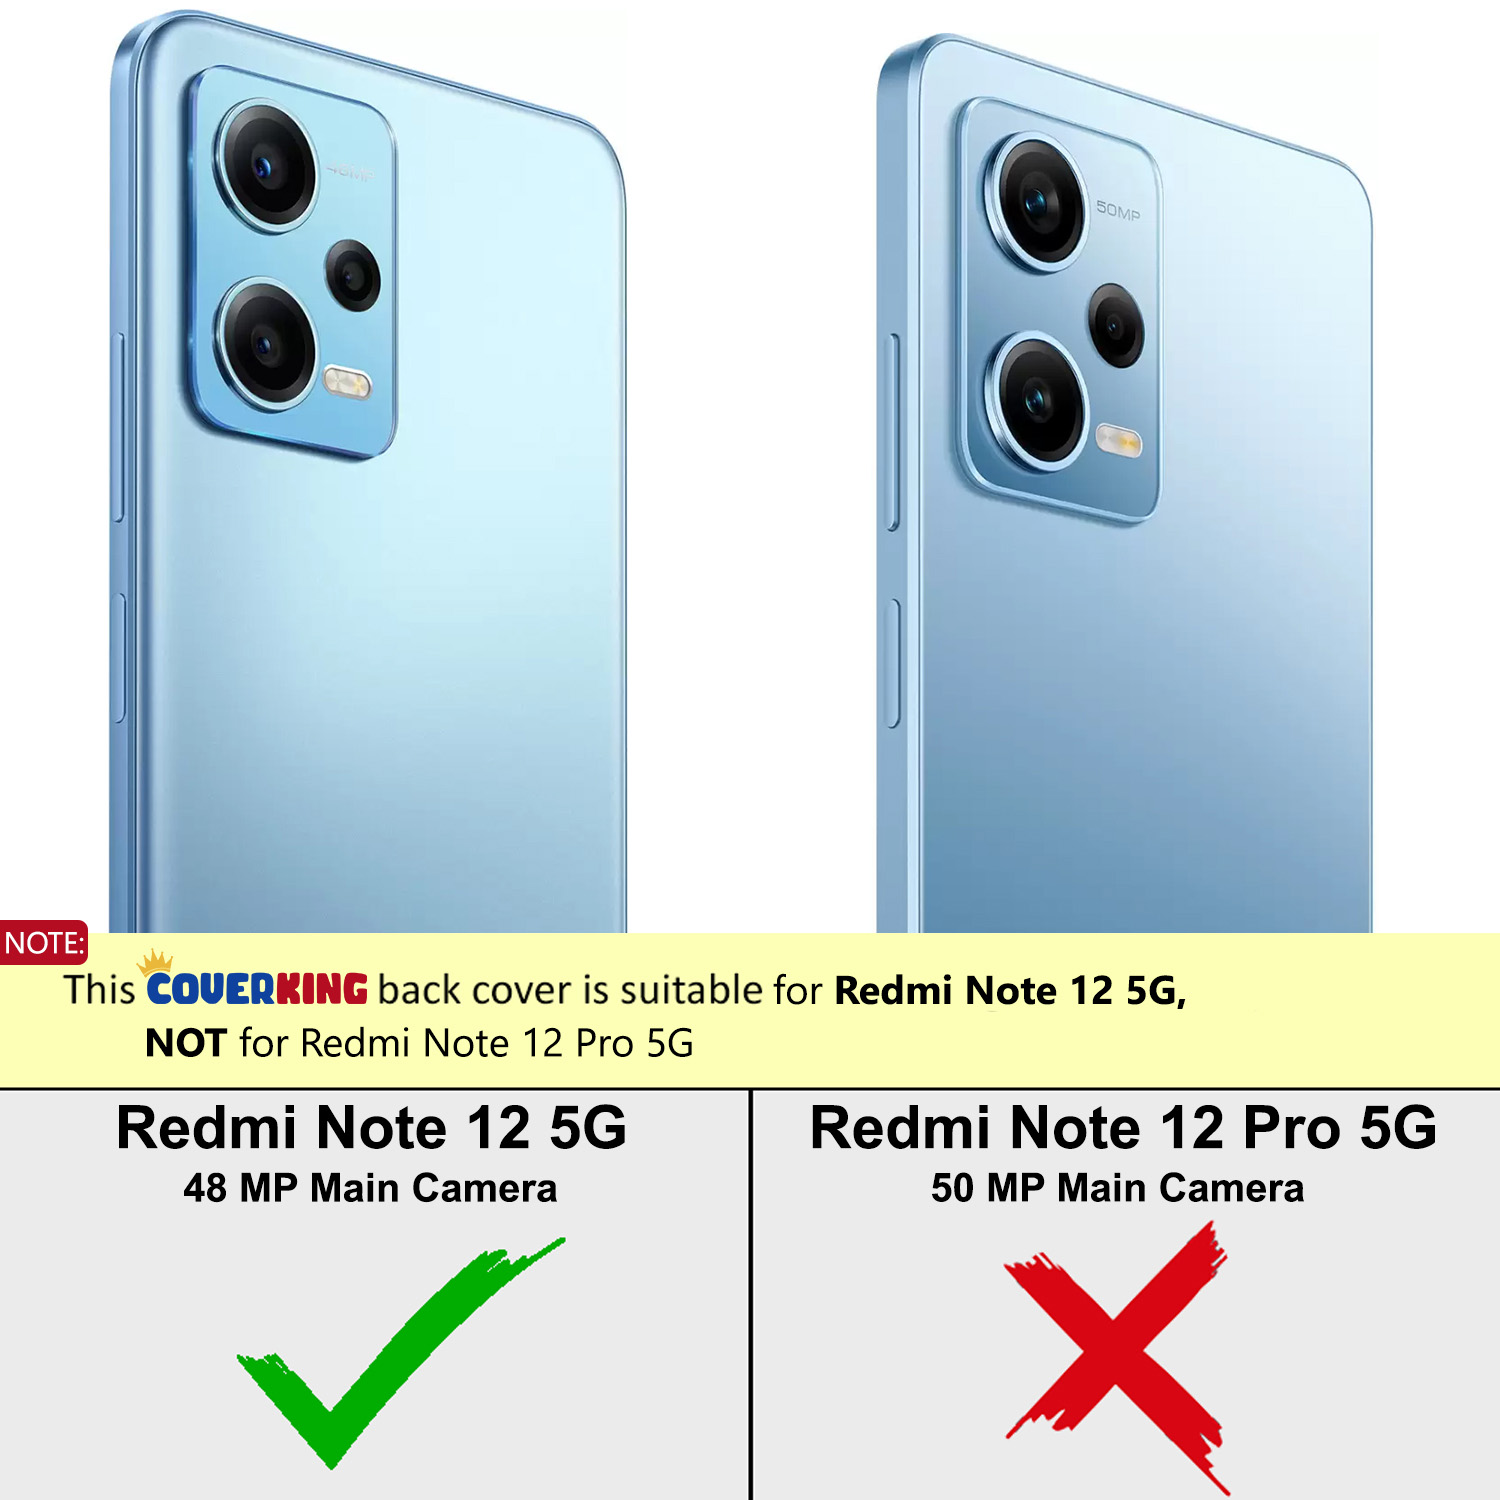 48MP
50MP
NOTE:
This COVERKING back cover is suitable for Redmi Note 12 5G,
NOT for Redmi Note 12 Pro 5G
Redmi Note 12 5G
48 MP Main Camera
Redmi Note 12 Pro 5G
50 MP Main Camera